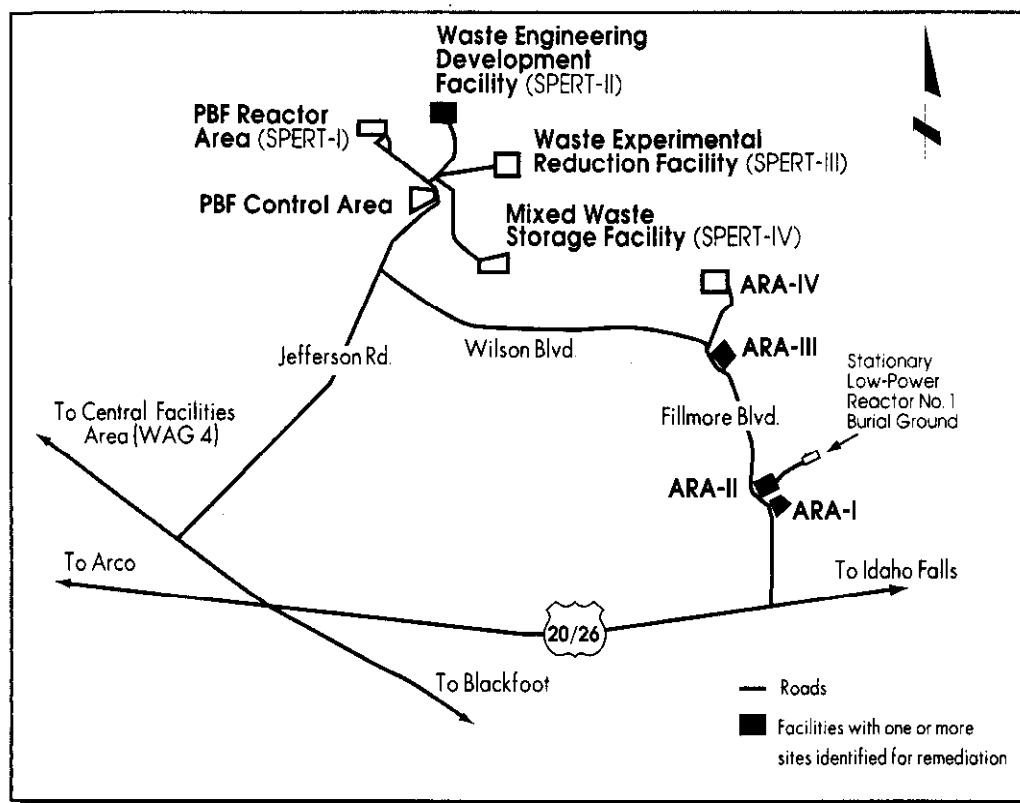 Waste Engineering
Development
Facility (SPERT-II)
PBF Reactor
Area (SPERT-I)
Waste Experimental
Reduction Facility (SPERT-III)
PBF Control Area
Mixed Waste
Storage Facility (SPERT-IV)
ARA-IV
Jefferson Rd.
Wilson Blvd.
ARA-III
Stationary
Low-Power
Reactor No. 1
Burial Ground
To Central Facilities
Area (WAG 4)
Fillmore Blvd.
ARA-II
ARA-I
To Arco
To Idaho Falls
20/26
To Blackfoot
Roads
Facilities with one or more
sites identified for remediation